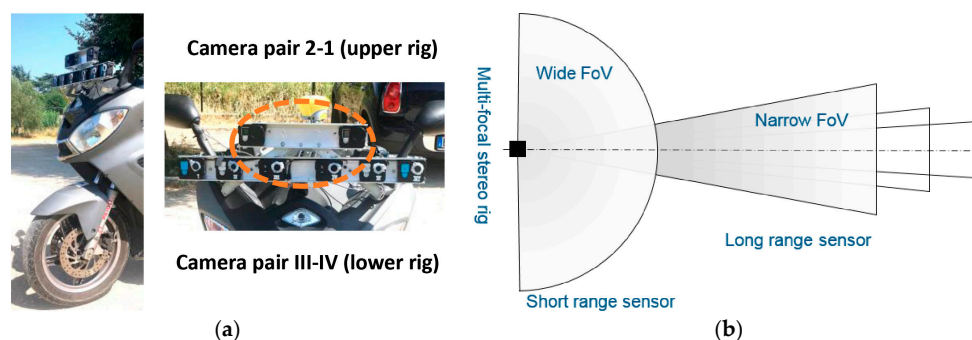 Camera pair 2-1 (upper rig)
Camera pair III-IV (lower rig)
(a)
Multi-focal stereo rig
Wide FoV
Narrow FoV
Long range sensor
Short range sensor
(b)